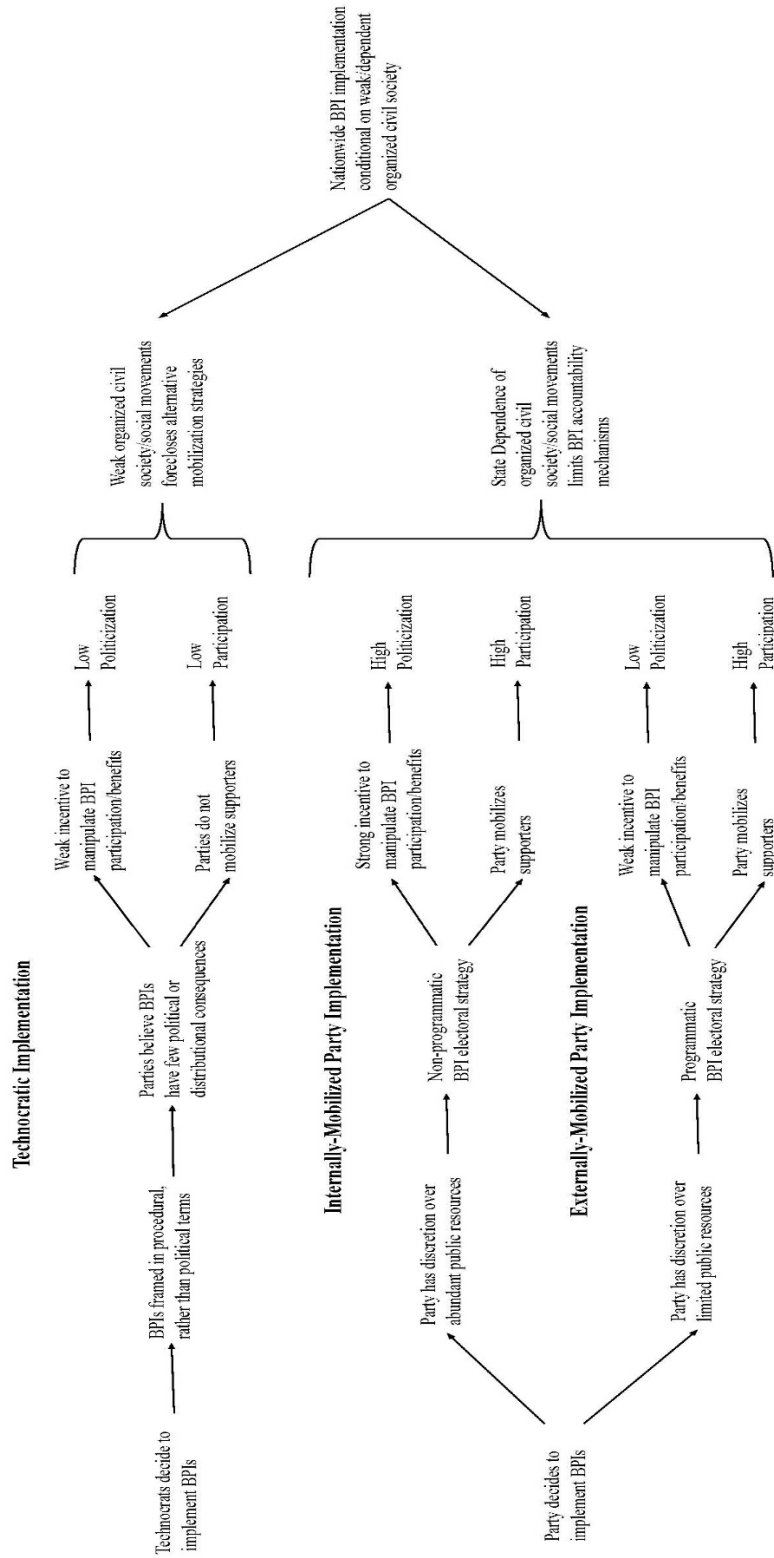 Technocratic Implementation
Technocrats decide to
implement BPIs
BPIs framed in procedural,
rather than political terms
Parties believe BPIs
have few political or
distributional consequences
Weak incentive to
manipulate BPI
participation/benefits
Low
Politicization
Parties do not
mobilize supporters
Low
Participation
Weak organized civil
society/social movements
forecloses alternative
mobilization strategies
Internally-Mobilized Party Implementation
Party decides to
implement BPIs
Party has discretion over
abundant public resources
Non-programmatic
BPI electoral strategy
Strong incentive to
manipulate BPI
participation/benefits
High
Politicization
Party mobilizes
supporters
High
Participation
Externally-Mobilized Party Implementation
Party has discretion over
limited public resources
Programmatic
BPI electoral strategy
Weak incentive to
manipulate BPI
participation/benefits
Low
Politicization
Party mobilizes
supporters
High
Participation
State Dependence of
organized civil
society/social movements
limits BPI accountability
mechanisms
Nationwide BPI implementation
conditional on weak/dependent
organized civil society